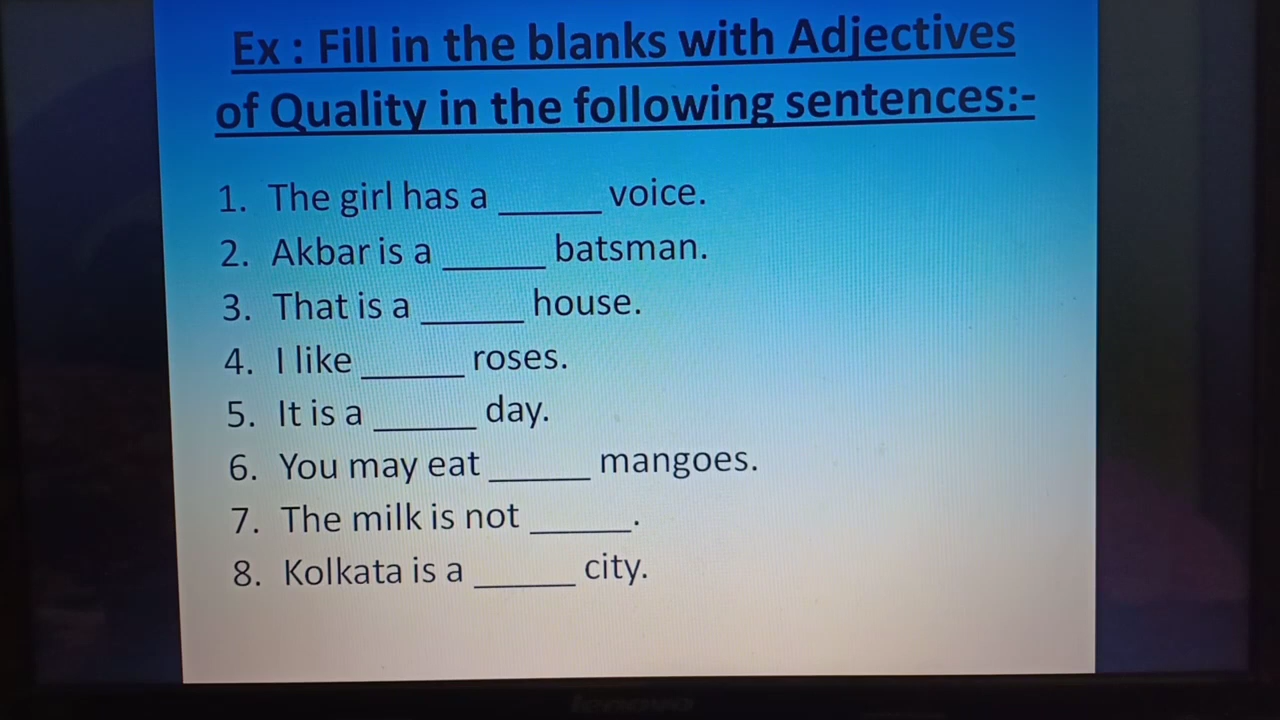 Ex : Fill in the blanks with Adjectives
of Quality in the following sentences:-
1. The girl has a ______ voice.
2. Akbar is a ______ batsman.
3. That is a ______ house.
4. I like ______ roses.
5. It is a ______ day.
6. You may eat ______ mangoes.
7. The milk is not ______.
8. Kolkata is a ______ city.